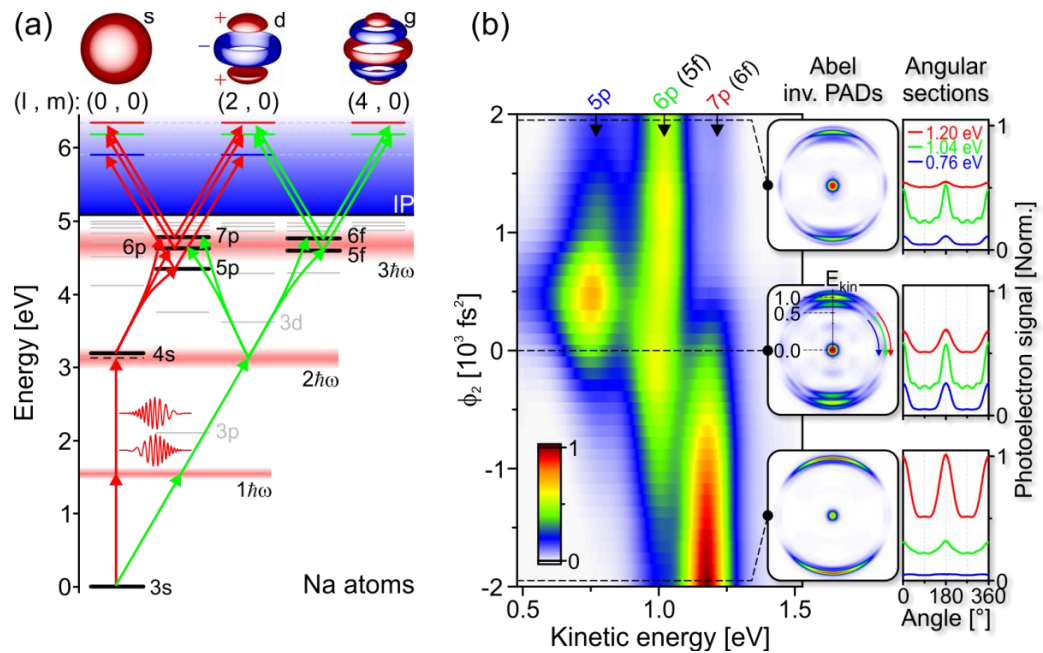 (a)
s
d
g
+
−
+
(l , m): (0 , 0)
(2 , 0)
(4 , 0)
Energy [eV]
6
5
4
3
2
1
0
IP
7p
6p
5p
6f
5f
3ħω
3d
4s
2ħω
3p
1ħω
3s
Na atoms
(b)
5p
6p (5f)
7p (6f)
Abel
inv. PADs
Angular
sections
ϕ₂ [10³ fs²]
2
1
0
-1
-2
1
0
0.5
1.0
1.5
Kinetic energy [eV]
E_kin
1.0
0.5
0.0
1.20 eV
1.04 eV
0.76 eV
1
0
1
0
1
0
Photoelectron signal [Norm.]
0 180 360
Angle [°]